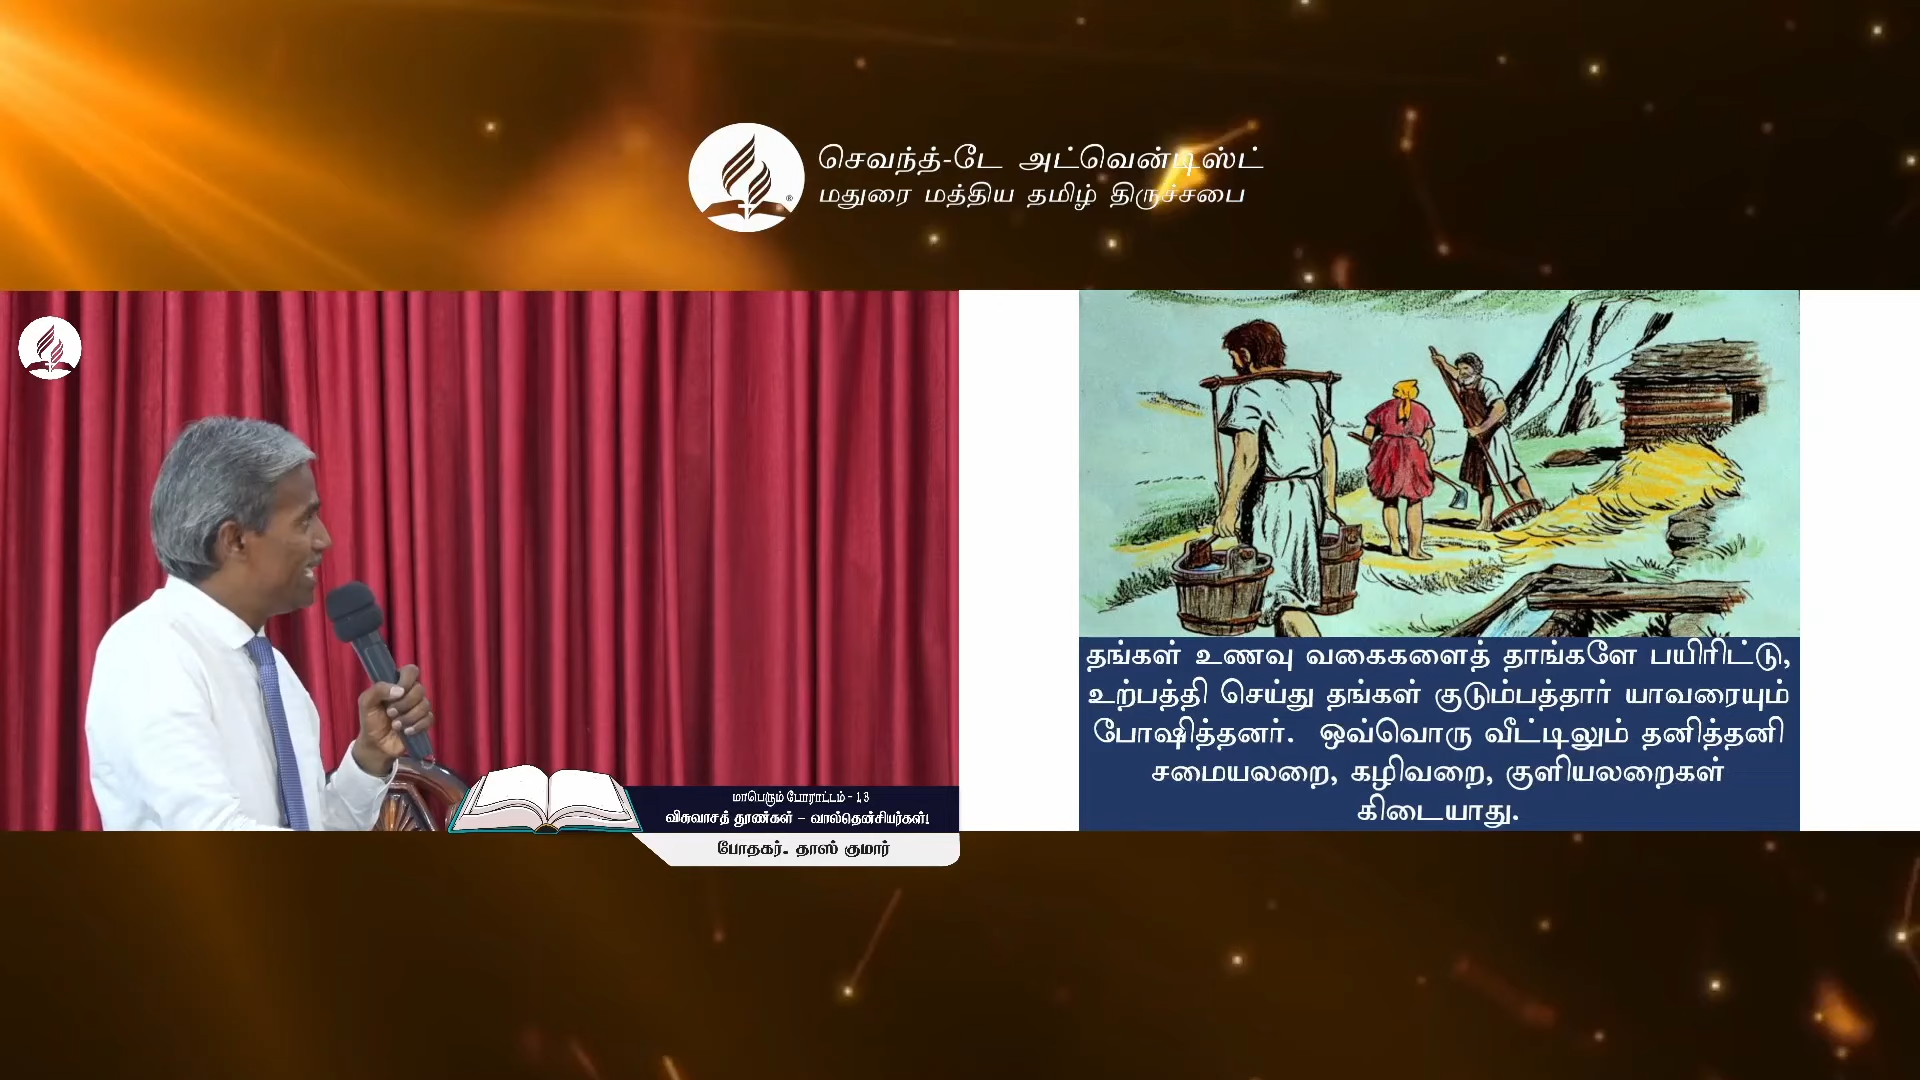 செவந்த்-டே அட்வென்டிஸ்ட்
மதுரை மத்திய தமிழ் திருச்சபை
தங்கள் உணவு வகைகளைத் தாங்களே பயிரிட்டு,
உற்பத்தி செய்து தங்கள் குடும்பத்தார் யாவரையும்
போஷித்தனர். ஒவ்வொரு வீட்டிலும் தனித்தனி
சமையலறை, கழிவறை, குளியலறைகள்
கிடையாது.
மாபெரும் போராட்டம் - 13
விசுவாசத் தூண்கள் - வால்தென்சியர்கள்!
போதகர். தாஸ் குமார்